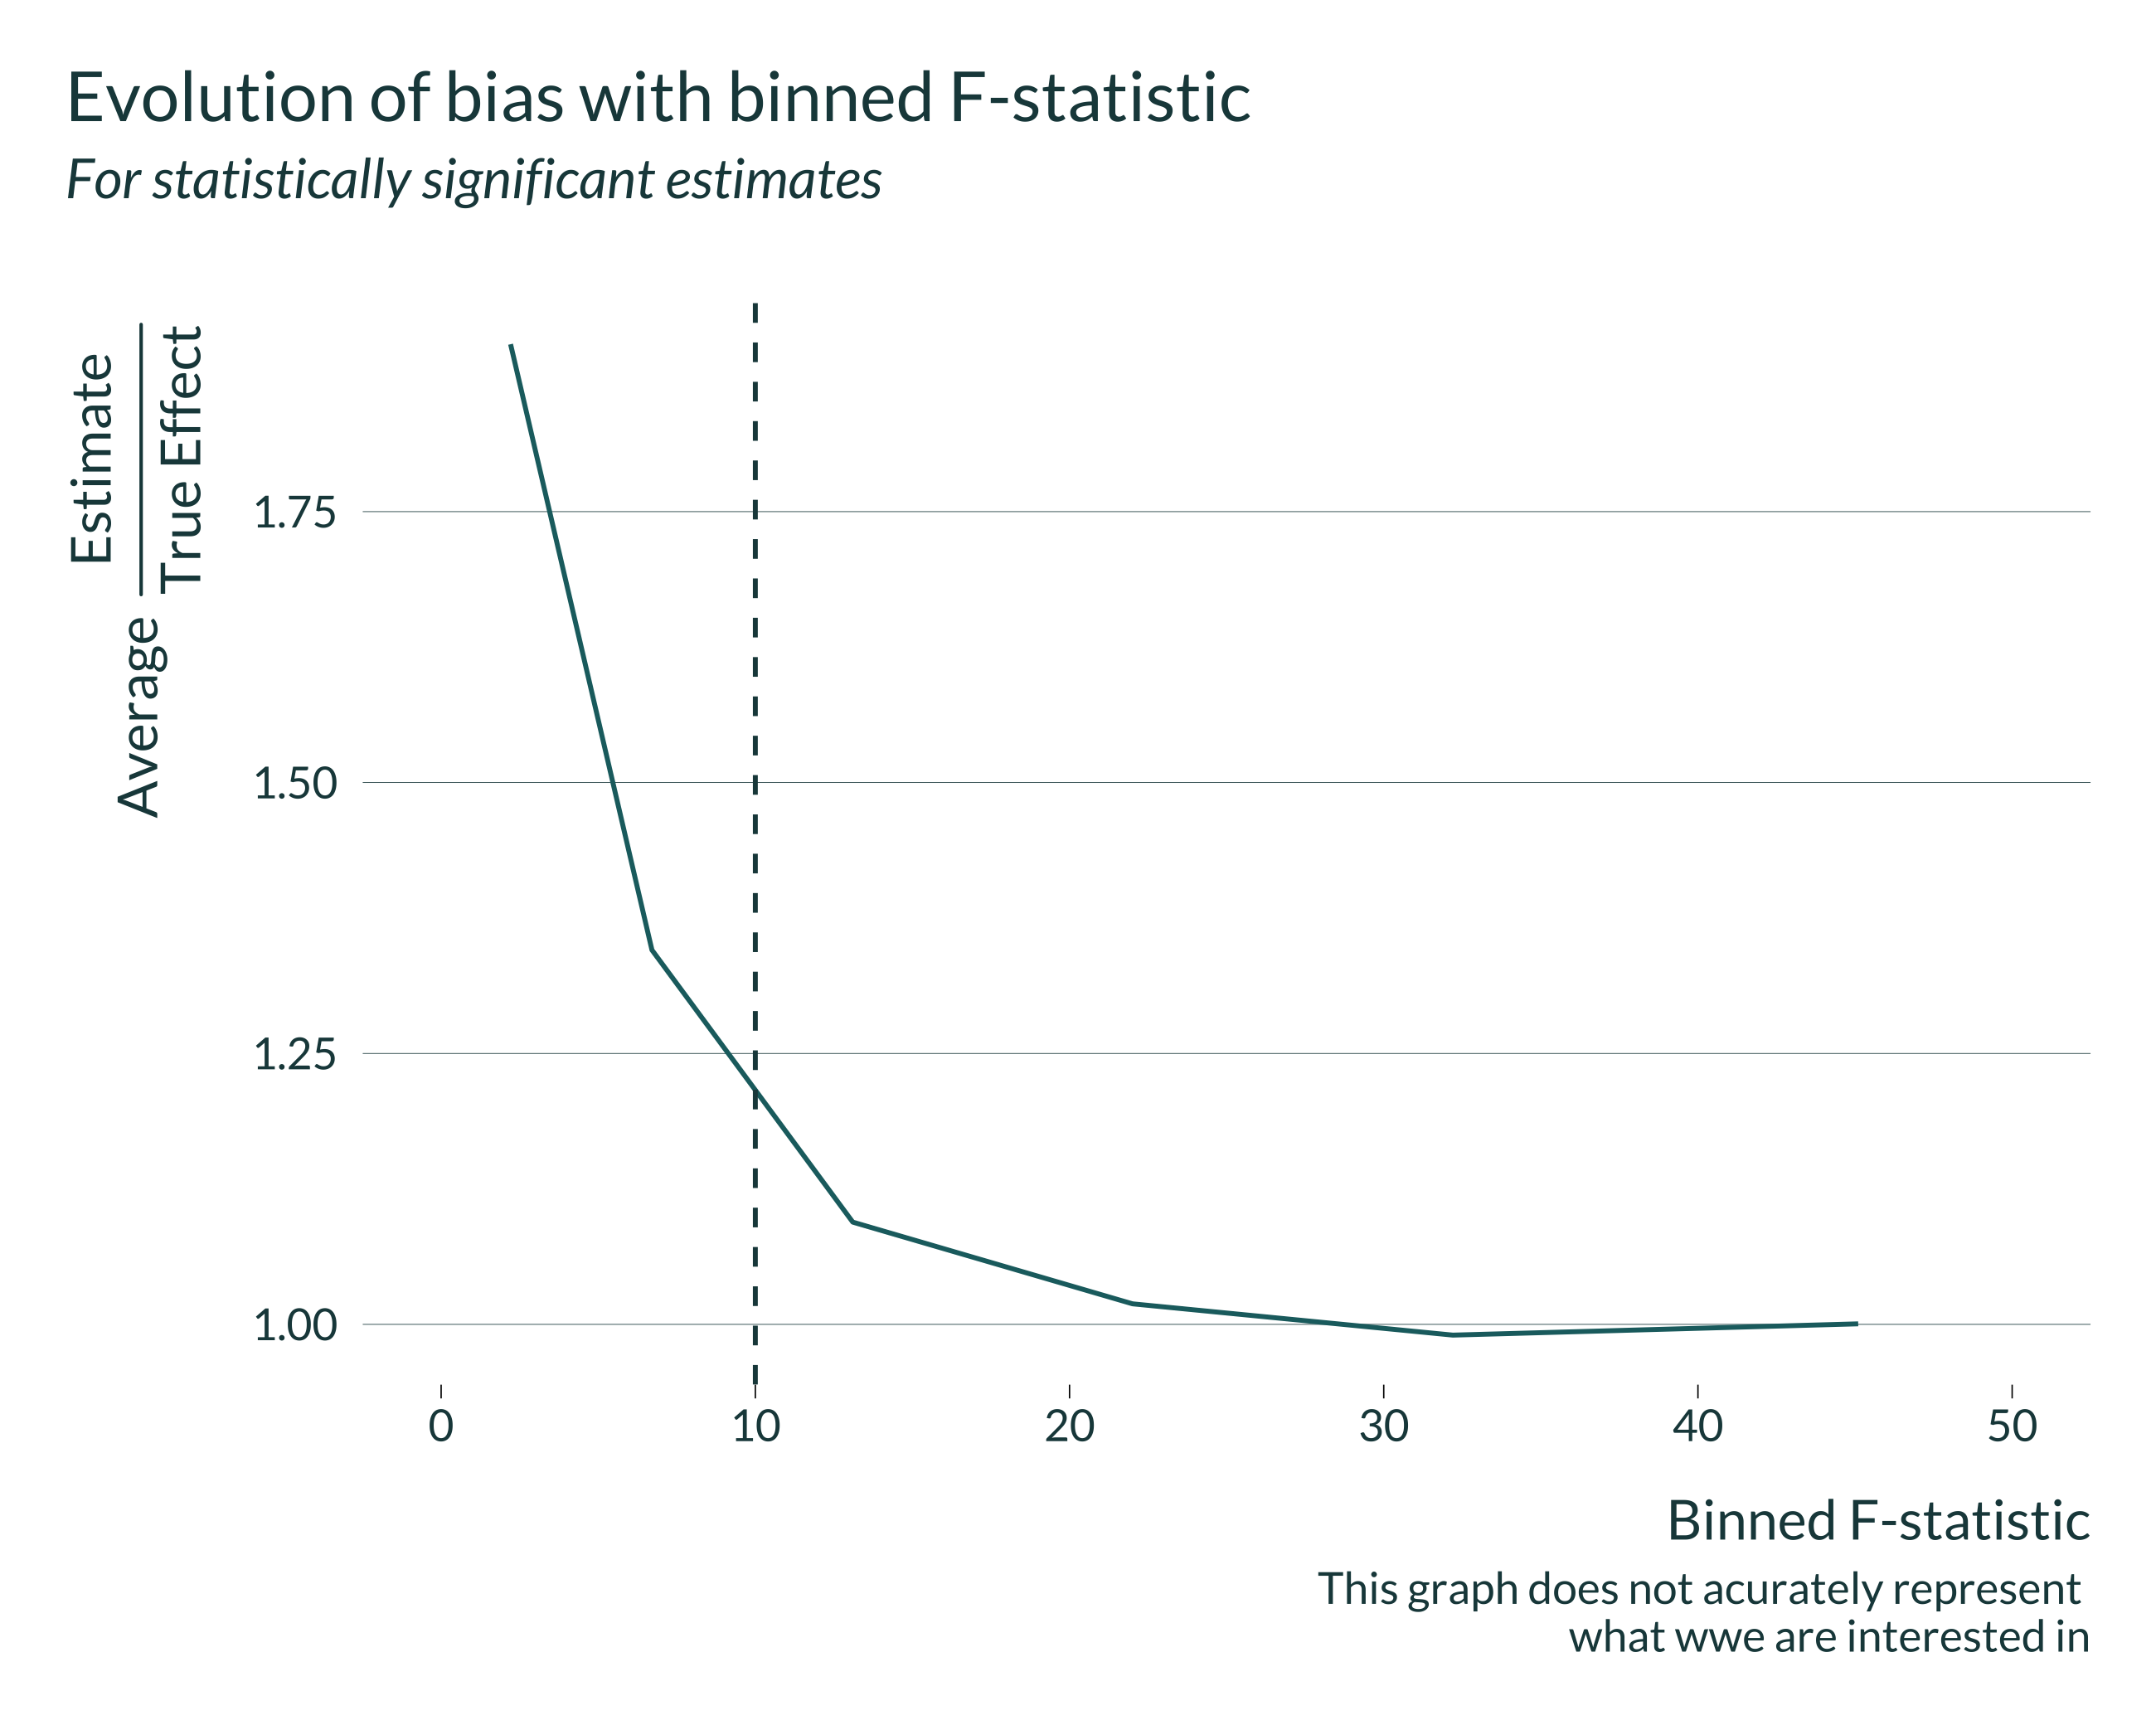 Evolution of bias with binned F-statistic
For statistically significant estimates
Average Estimate
True Effect
1.75
1.50
1.25
1.00
0 10 20 30 40 50
Binned F-statistic
This graph does not acurately represent
what wwe are interested in